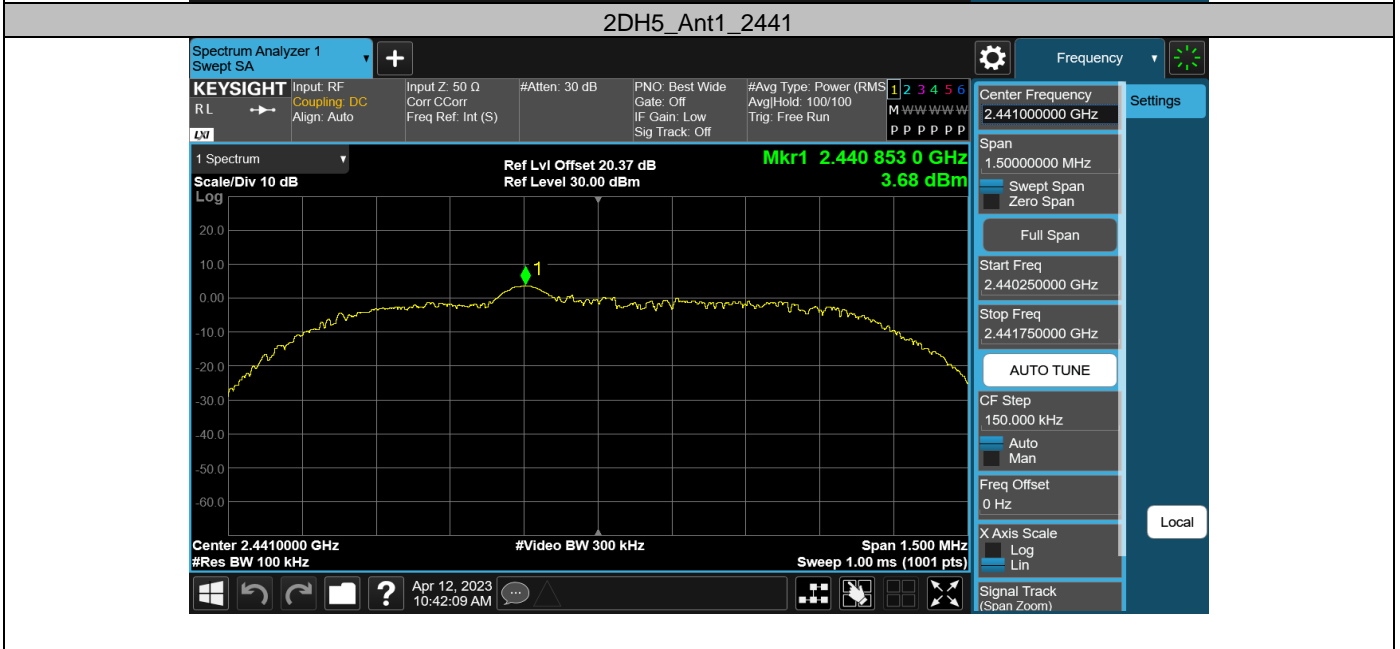 2DH5_Ant1_2441
Spectrum Analyzer 1
Swept SA
Frequency
KEYSIGHT
RL
LXI
Input: RF
Coupling: DC
Align: Auto
Input Z: 50 Ω
Corr CCorr
Freq Ref: Int (S)
#Atten: 30 dB
PNO: Best Wide
Gate: Off
IF Gain: Low
Sig Track: Off
#Avg Type: Power (RMS
Avg|Hold: 100/100
Trig: Free Run
1 2 3 4 5 6
M W W W W W
P P P P P P
1 Spectrum
Scale/Div 10 dB
Ref Lvl Offset 20.37 dB
Ref Level 30.00 dBm
Mkr1 2.440 853 0 GHz
3.68 dBm
Log
20.0
10.0
0.00
-10.0
-20.0
-30.0
-40.0
-50.0
-60.0
1
Center 2.4410000 GHz
#Res BW 100 kHz
#Video BW 300 kHz
Span 1.500 MHz
Sweep 1.00 ms (1001 pts)
Center Frequency
2.441000000 GHz
Settings
Span
1.50000000 MHz
Swept Span
Zero Span
Full Span
Start Freq
2.440250000 GHz
Stop Freq
2.441750000 GHz
AUTO TUNE
CF Step
150.000 kHz
Auto
Man
Freq Offset
0 Hz
X Axis Scale
Log
Lin
Local
Signal Track
(Span Zoom)
?
Apr 12, 2023
10:42:09 AM